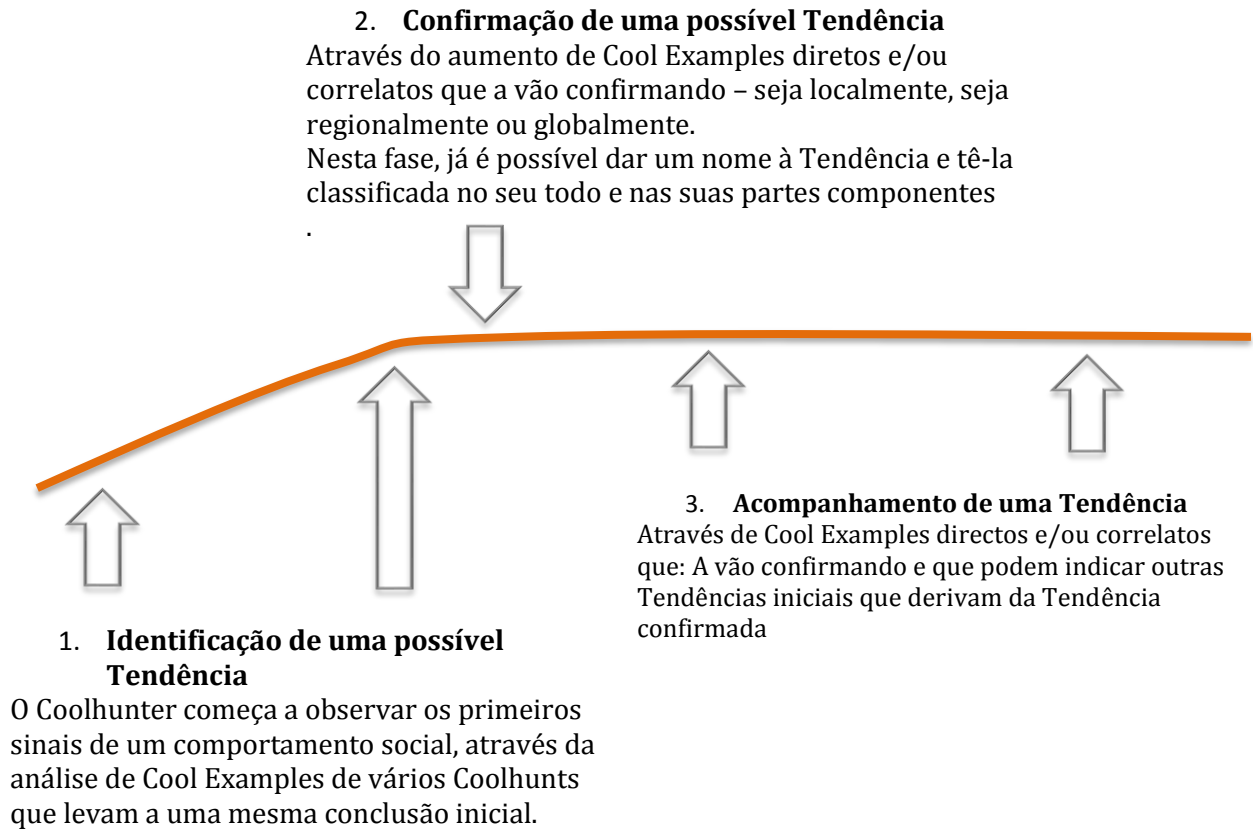 2. Confirmação de uma possível Tendência
Através do aumento de Cool Examples diretos e/ou
correlatos que a vão confirmando – seja localmente, seja
regionalmente ou globalmente.
Nesta fase, já é possível dar um nome à Tendência e tê-la
classificada no seu todo e nas suas partes componentes
.
1. Identificação de uma possível
Tendência
O Coolhunter começa a observar os primeiros
sinais de um comportamento social, através da
análise de Cool Examples de vários Coolhunts
que levam a uma mesma conclusão inicial.
3. Acompanhamento de uma Tendência
Através de Cool Examples directos e/ou correlatos
que: A vão confirmando e que podem indicar outras
Tendências iniciais que derivam da Tendência
confirmada